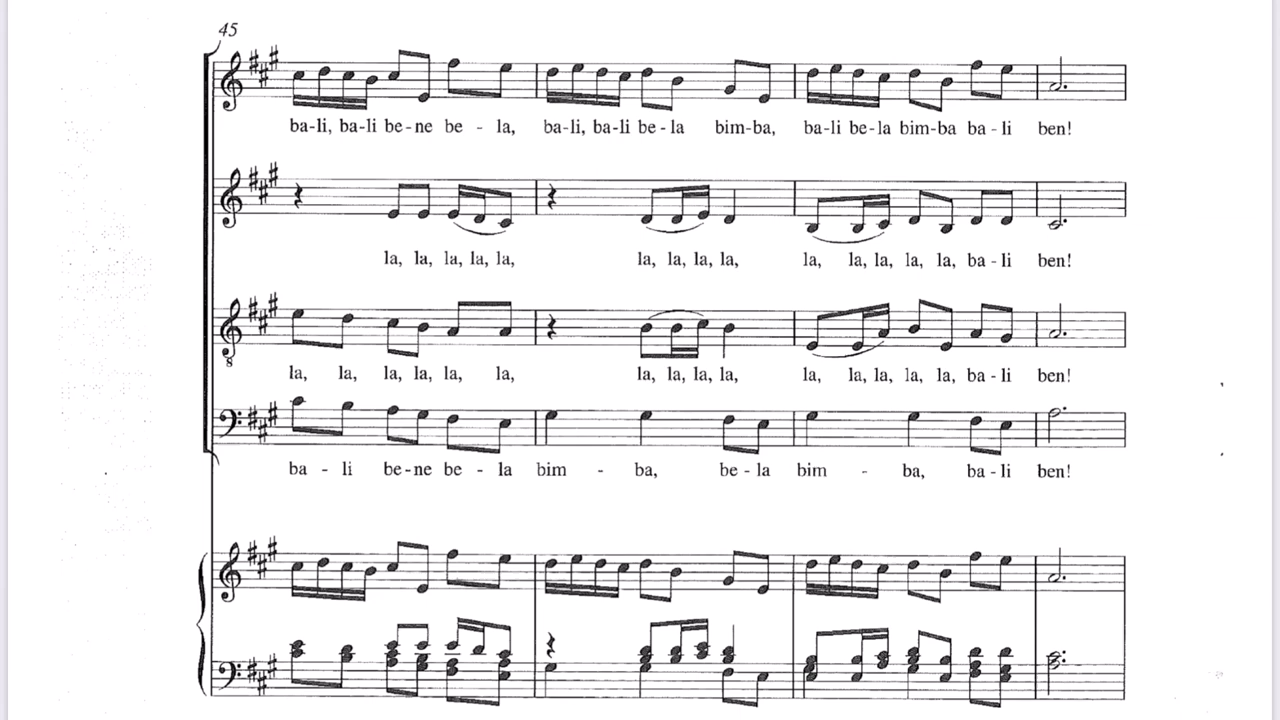 45
ba-li, ba-li be-ne be - la, ba-li, ba-li be-la bim-ba, ba-li be-la bim-ba ba-li ben!
la, la, la, la, la, la, la, la, la, la, la, la, la, la, ba-li ben!
8
la, la, la, la, la, la, la, la, la, la, la, la, la, la, la, ba-li ben!
ba - li be-ne be - la bim - ba, be-la bim - ba, ba-li ben!